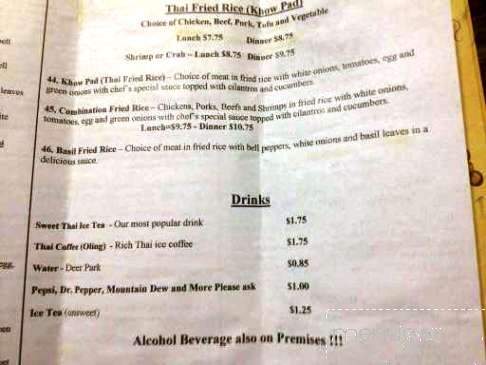 Thai Fried Rice (Khow Pad)
Choice of Chicken, Beef, Pork, Tofu and Vegetable
Lunch $7.75 Dinner $8.75
Shrimp or Crab – Lunch $8.75 Dinner $9.75
44. Khow Pad (Thai Fried Rice) – Choice of meat in fried rice with white onions, tomatoes, egg and
green onions with chef's special sauce topped with cilantros and cucumbers.
45. Combination Fried Rice – Chickens, Porks, Beefs and Shrimps in fried rice with white onions,
tomatoes, egg and green onions with chef's special sauce topped with cilantros and cucumbers.
Lunch=$9.75 - Dinner $10.75
46. Basil Fried Rice – Choice of meat in fried rice with bell peppers, white onions and basil leaves in a
delicious sauce.
leaves
Drinks
Sweet Thai Ice Tea - Our most popular drink $1.75
Thai Coffee (Oling) - Rich Thai ice coffee $1.75
Water - Deer Park $0.85
Pepsi, Dr. Pepper, Mountain Dew and More Please ask $1.00
Ice Tea (unsweet) $1.25
Alcohol Beverage also on Premises !!!